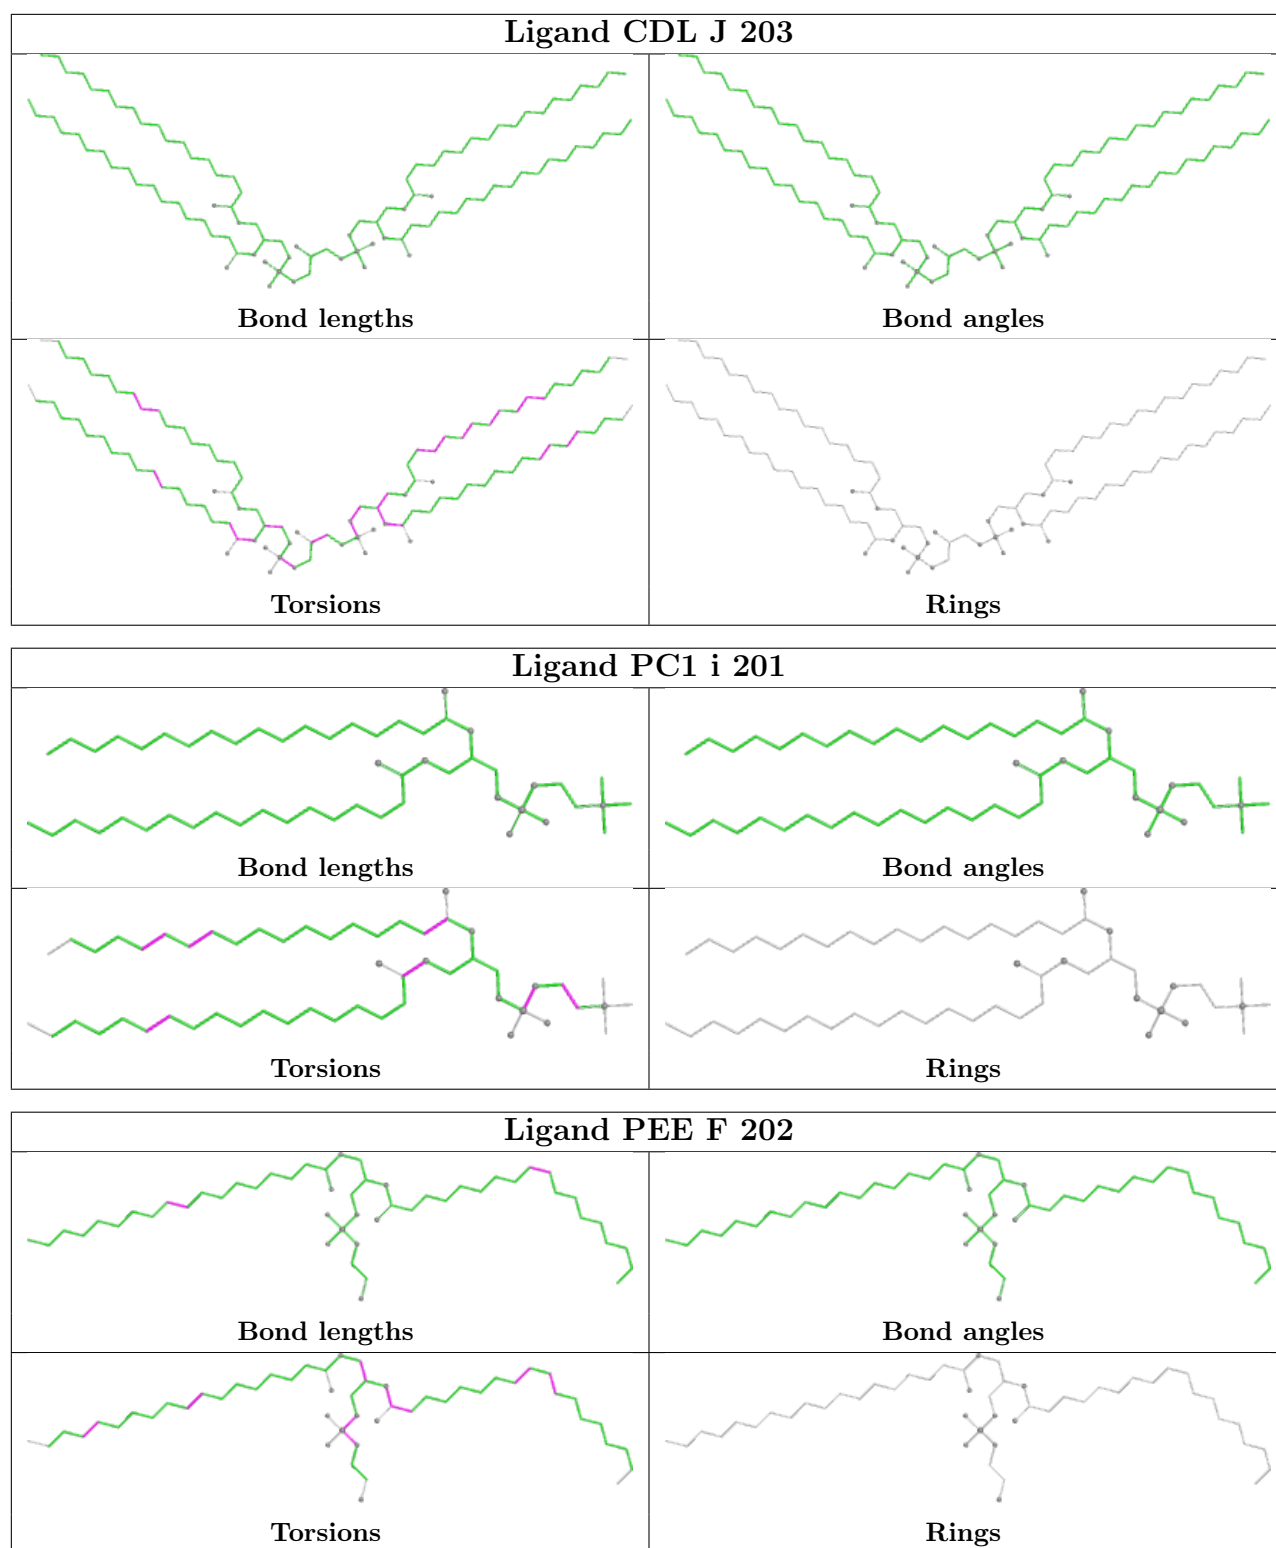 Ligand CDL J 203
Bond lengths
Bond angles
Torsions
Rings
Ligand PC1 i 201
Bond lengths
Bond angles
Torsions
Rings
Ligand PEE F 202
Bond lengths
Bond angles
Torsions
Rings